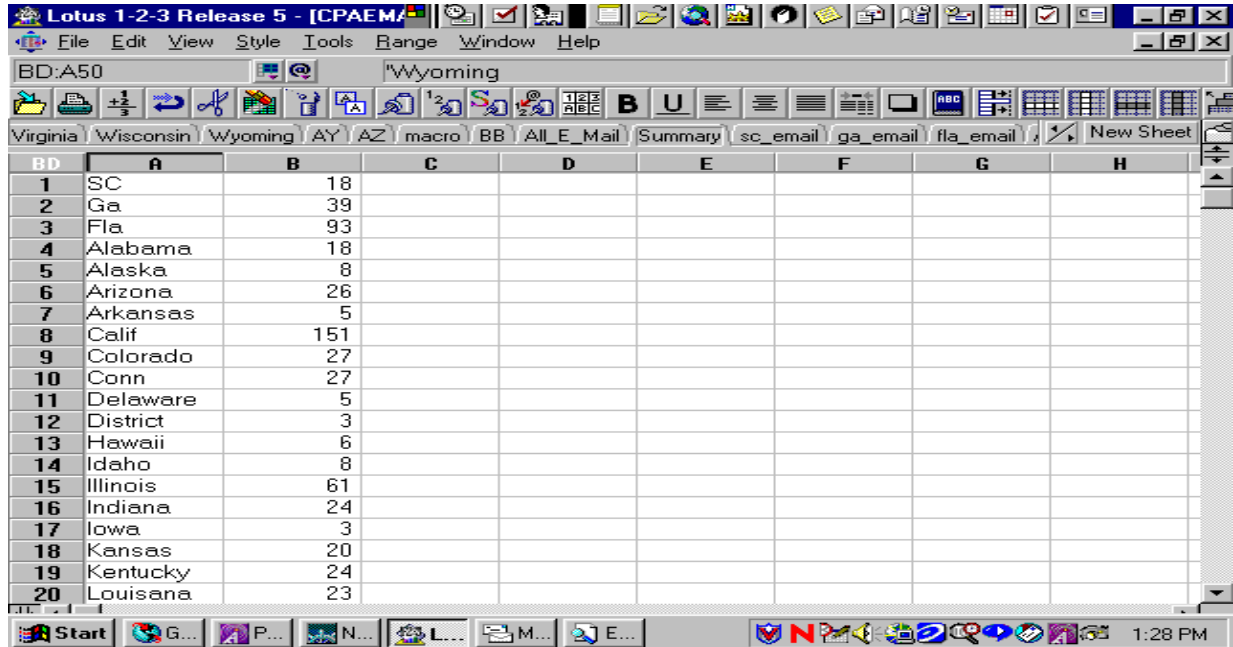 Lotus 1-2-3 Release 5 - [CPAEM
File Edit View Style Tools Range Window Help
BD:A50 'Wyoming
Virginia Wisconsin Wyoming AY AZ macro BB All_E_Mail Summary sc_email ga_email fla_email New Sheet
BD A B C D E F G H
1 SC 18
2 Ga 39
3 Fla 93
4 Alabama 18
5 Alaska 8
6 Arizona 26
7 Arkansas 5
8 Calif 151
9 Colorado 27
10 Conn 27
11 Delaware 5
12 District 3
13 Hawaii 6
14 Idaho 8
15 Illinois 61
16 Indiana 24
17 Iowa 3
18 Kansas 20
19 Kentucky 24
20 Louisana 23
Start G... P... N... L... M... E... 1:28 PM